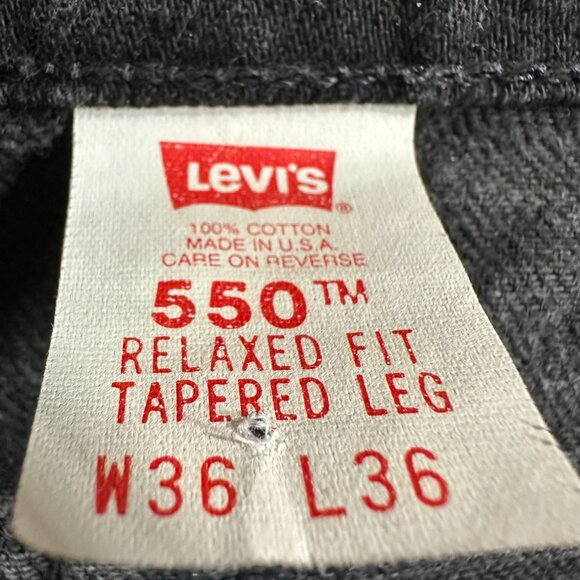 Levi's ®
100% COTTON
MADE IN U.S.A.
CARE ON REVERSE
550™
RELAXED FIT
TAPERED LEG
W36 L36